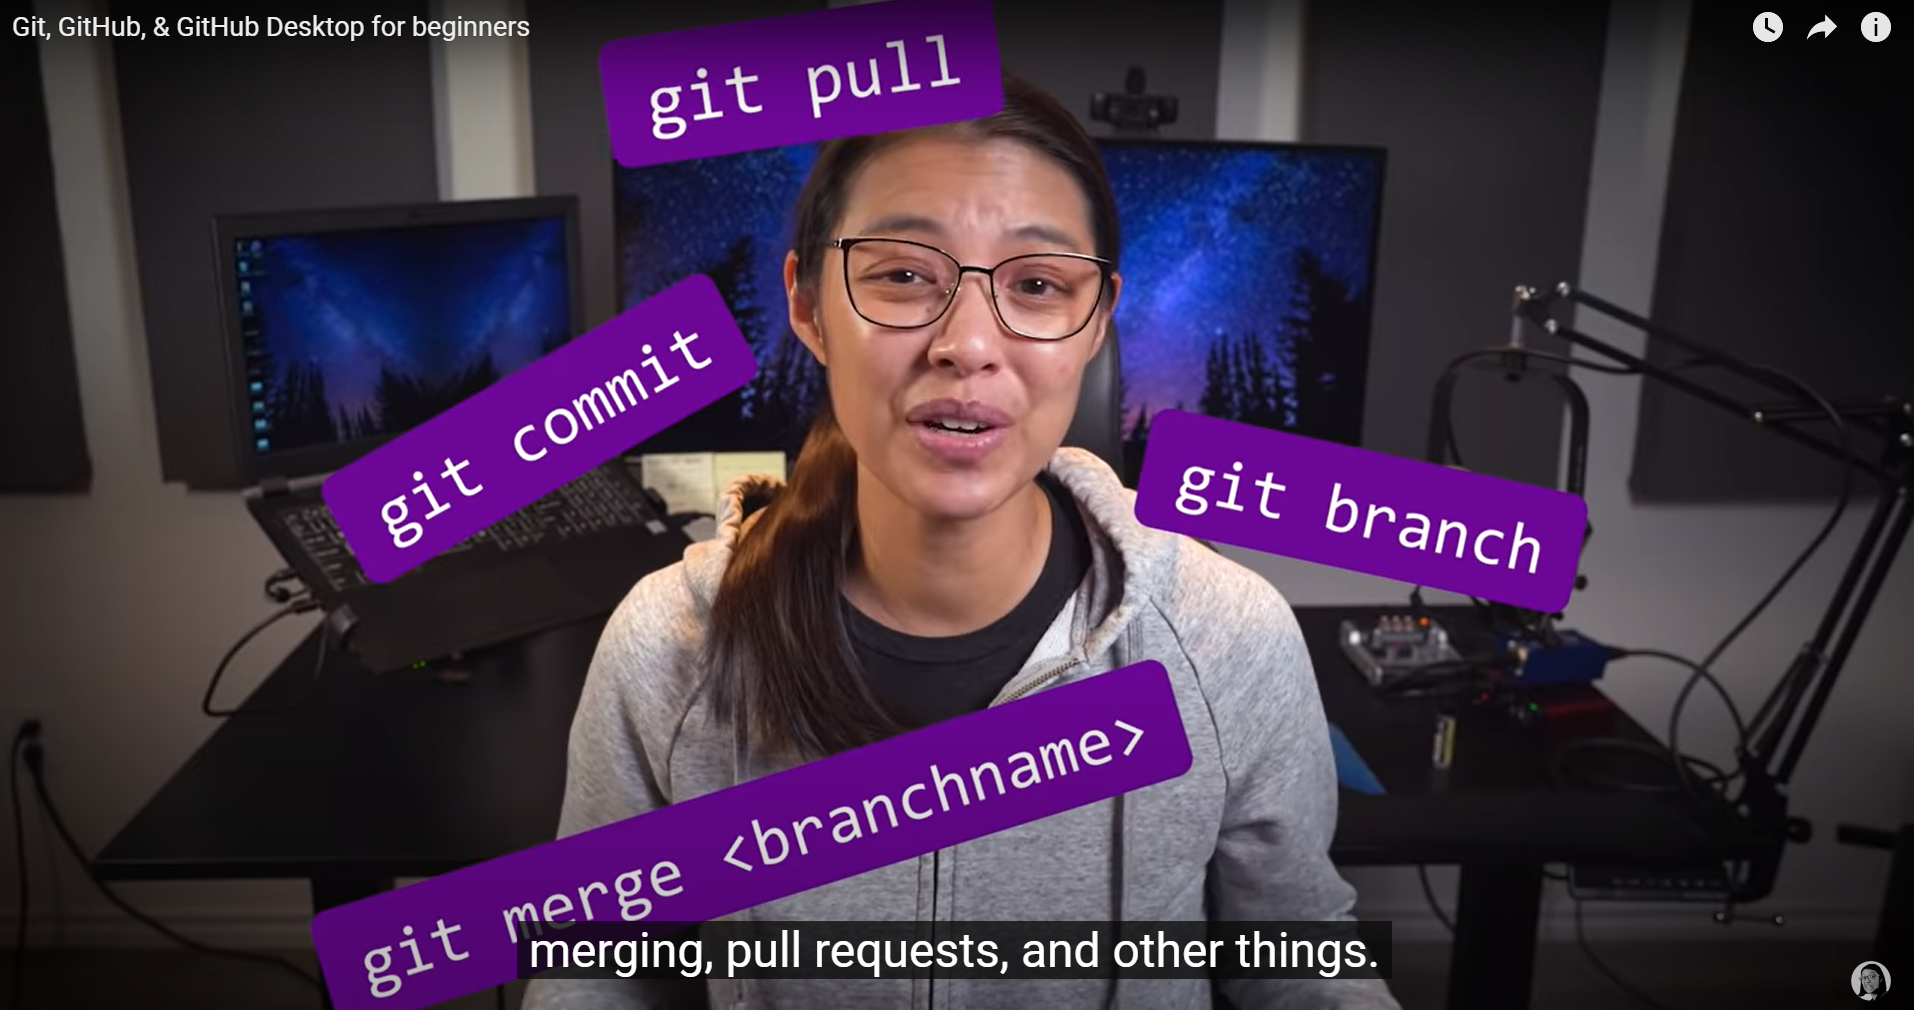 Git, GitHub, & GitHub Desktop for beginners
git pull
git commit
git branch
git merge <branchname>
merging, pull requests, and other things.